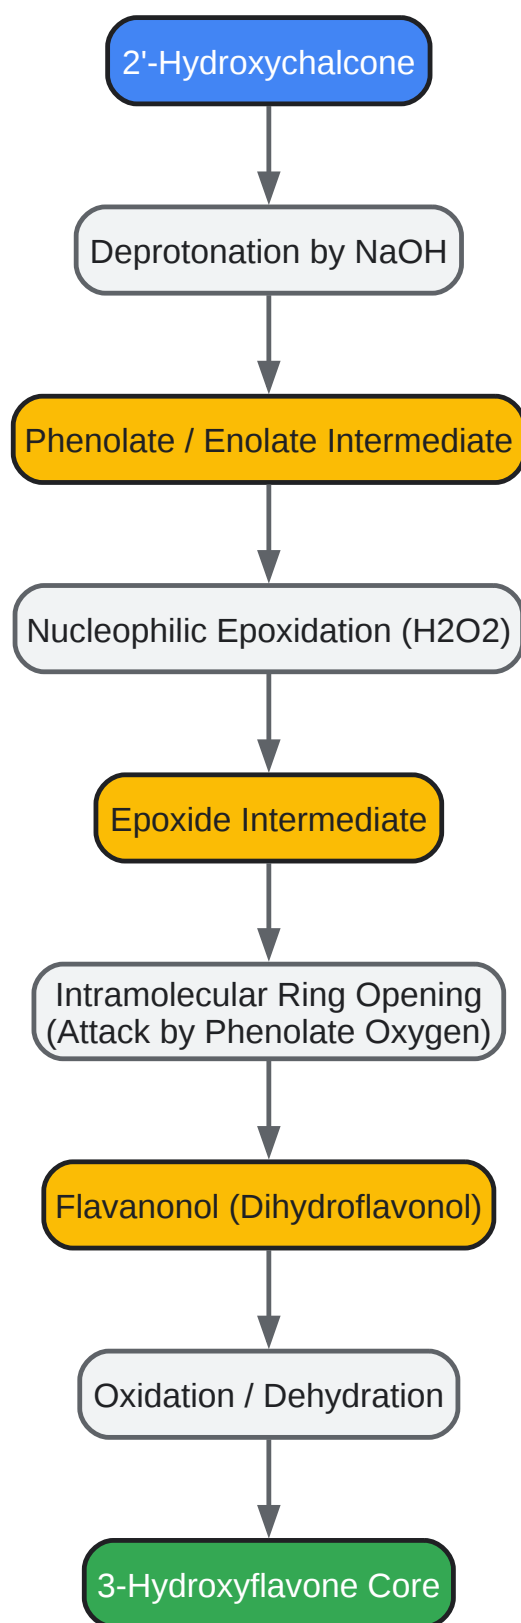 2'-Hydroxychalcone
Deprotonation by NaOH
Phenolate / Enolate Intermediate
Nucleophilic Epoxidation (H2O2)
Epoxide Intermediate
Intramolecular Ring Opening
(Attack by Phenolate Oxygen)
Flavanonol (Dihydroflavonol)
Oxidation / Dehydration
3-Hydroxyflavone Core